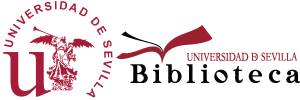 UNIVERSIDAD DE SEVILLA
u
UNIVERSIDAD Ð SEVILLA
Biblioteca